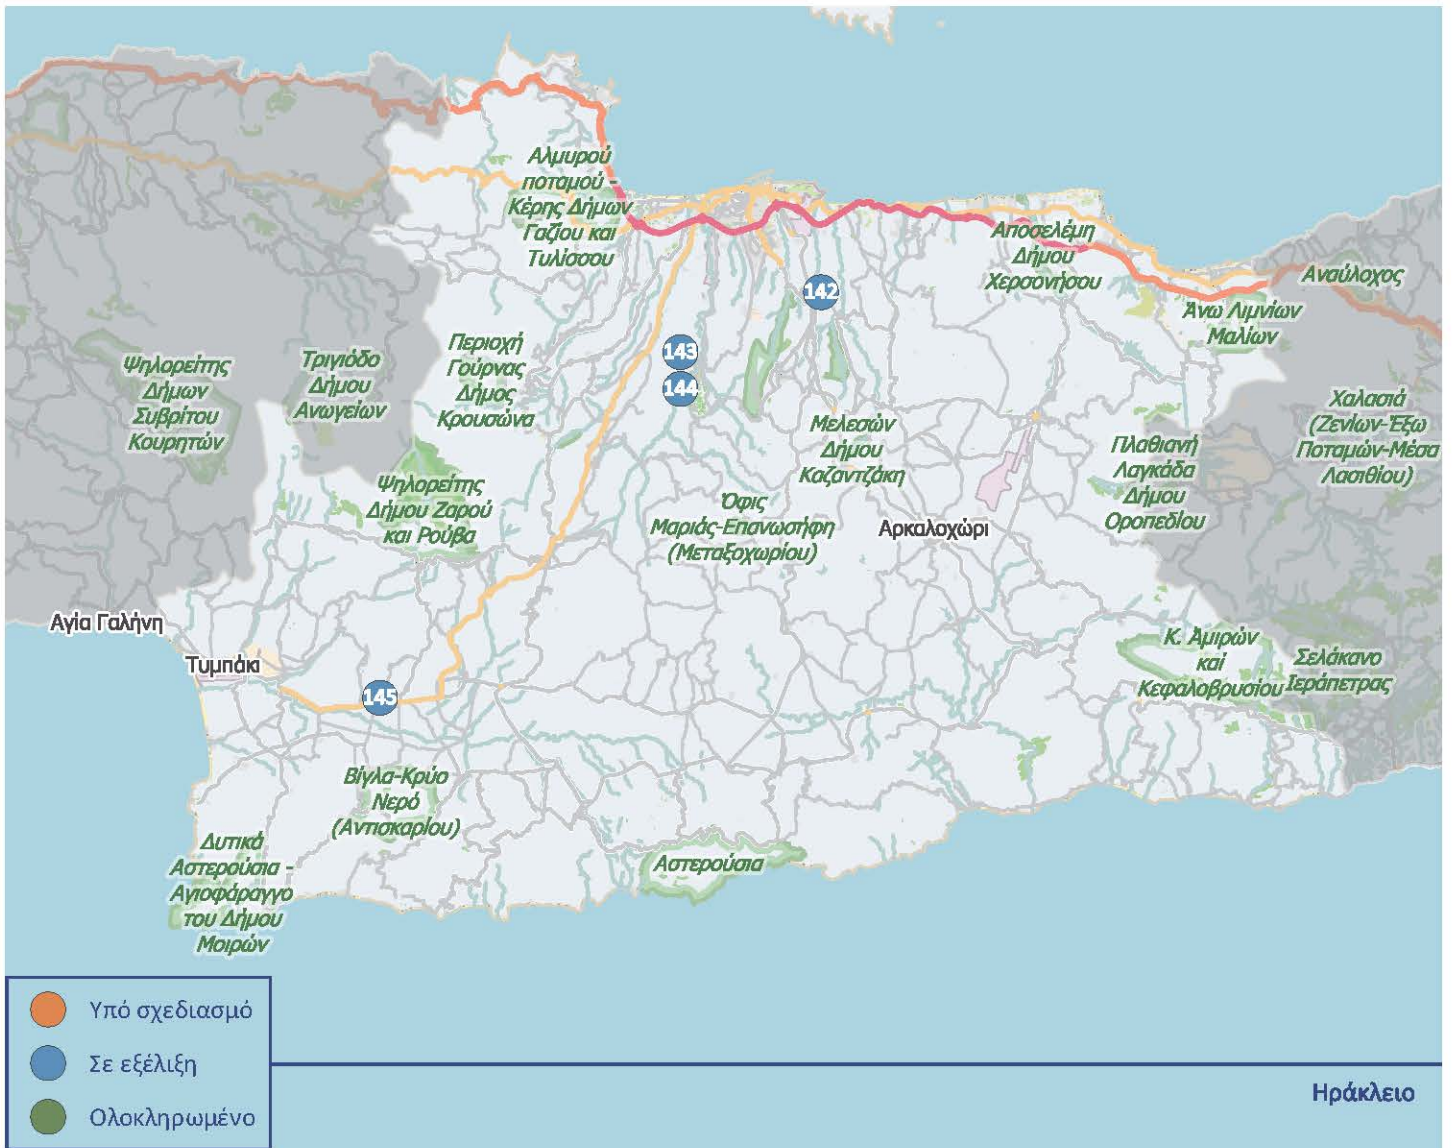 Αλμυρού
ποταμού -
Κέρης Δήμων
Γαζίου και
Τυλίσσου
Αποσελέμη
Δήμου
Χερσονήσου
Αναύλοχος
142
Άνω Λιμνίων
Μαλίων
Περιοχή
Γούρνας
Δήμος
Κρουσώνα
143
144
Ψηλορείτης
Δήμων
Συβρίτου
Κουρητών
Τριγιόδο
Δήμου
Ανωγείων
Χαλασιά
(Ζενίων-Έξω
Ποταμών-Μέσα
Λασιθίου)
Μελεσών
Δήμου
Καζαντζάκη
Πλαθιανή
Λαγκάδα
Δήμου
Οροπεδίου
Ψηλορείτης
Δήμου Ζαρού
και Ρούβα
Όφις
Μαριάς-Επανωσήφη
(Μεταξοχωρίου)
Αρκαλοχώρι
Αγία Γαλήνη
Τυμπάκι
Κ. Αμιρών
καί
Κεφαλοβρυσίου
Σελάκανο
Ιεράπετρας
145
Βίγλα-Κρύο
Νερό
(Αντισκαρίου)
Δυτικά
Αστερούσια -
Αγιοφάραγγο
του Δήμου
Μοιρών
Αστερούσια
Υπό σχεδιασμό
Σε εξέλιξη
Ολοκληρωμένο
Ηράκλειο